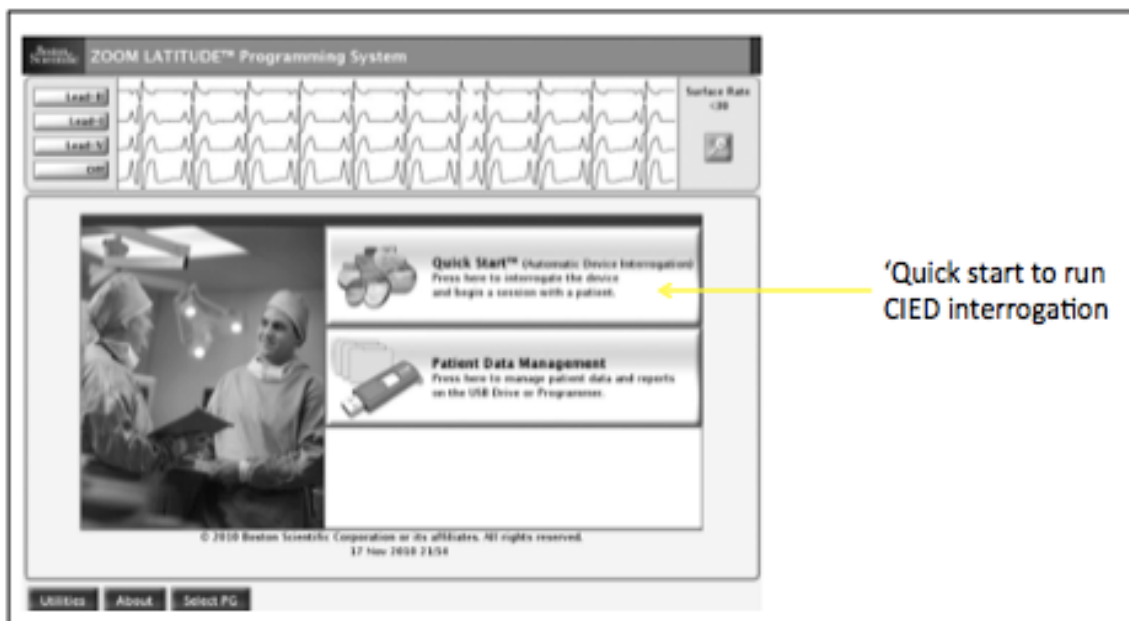 Boston
Scientific
ZOOM LATITUDE™ Programming System
Lead-II
Lead-I
Lead-V
Off
Surface Rate
<30
Quick Start™ (Automatic Device Interrogation)
Press here to interrogate the device
and begin a session with a patient.
Patient Data Management
Press here to manage patient data and reports
on the USB Drive or Programmer.
© 2010 Boston Scientific Corporation or its affiliates. All rights reserved.
17 Nov 2010 21:50
Utilities
About
Select PG
‘Quick start to run
CIED interrogation